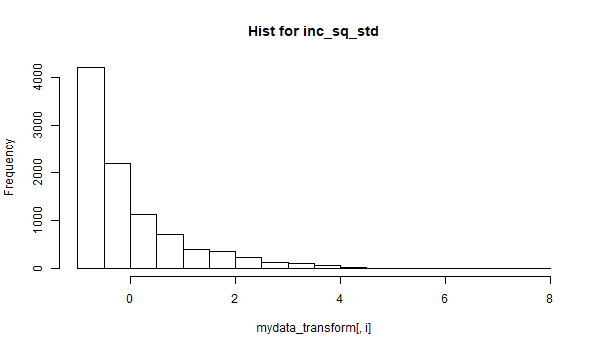 Hist for inc_sq_std
Frequency
4000
3000
2000
1000
0
0 2 4 6 8
mydata_transform[, i]